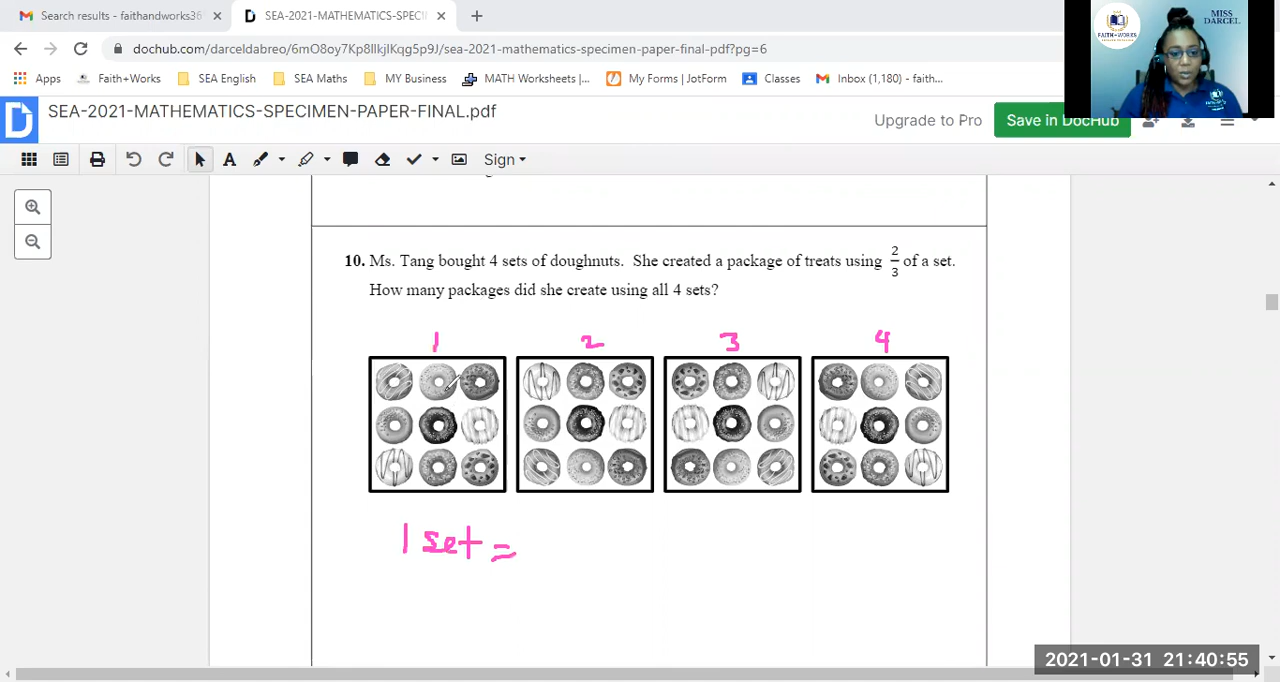 Search results - faithandworks36
SEA-2021-MATHEMATICS-SPECI
dochub.com/darceldabreo/6mO8oy7Kp8llkjlKqg5p9J/sea-2021-mathematics-specimen-paper-final-pdf?pg=6
Apps Faith+Works SEA English SEA Maths MY Business MATH Worksheets |... My Forms | JotForm Classes Inbox (1,180) - faith...
MISS
DARCEL
FAITH+WORKS
SEA-2021-MATHEMATICS-SPECIMEN-PAPER-FINAL.pdf
Upgrade to Pro Save in DocHub
A Sign
10. Ms. Tang bought 4 sets of doughnuts. She created a package of treats using 2/3 of a set.
How many packages did she create using all 4 sets?
1 2 3 4
1 set =
2021-01-31 21:40:55